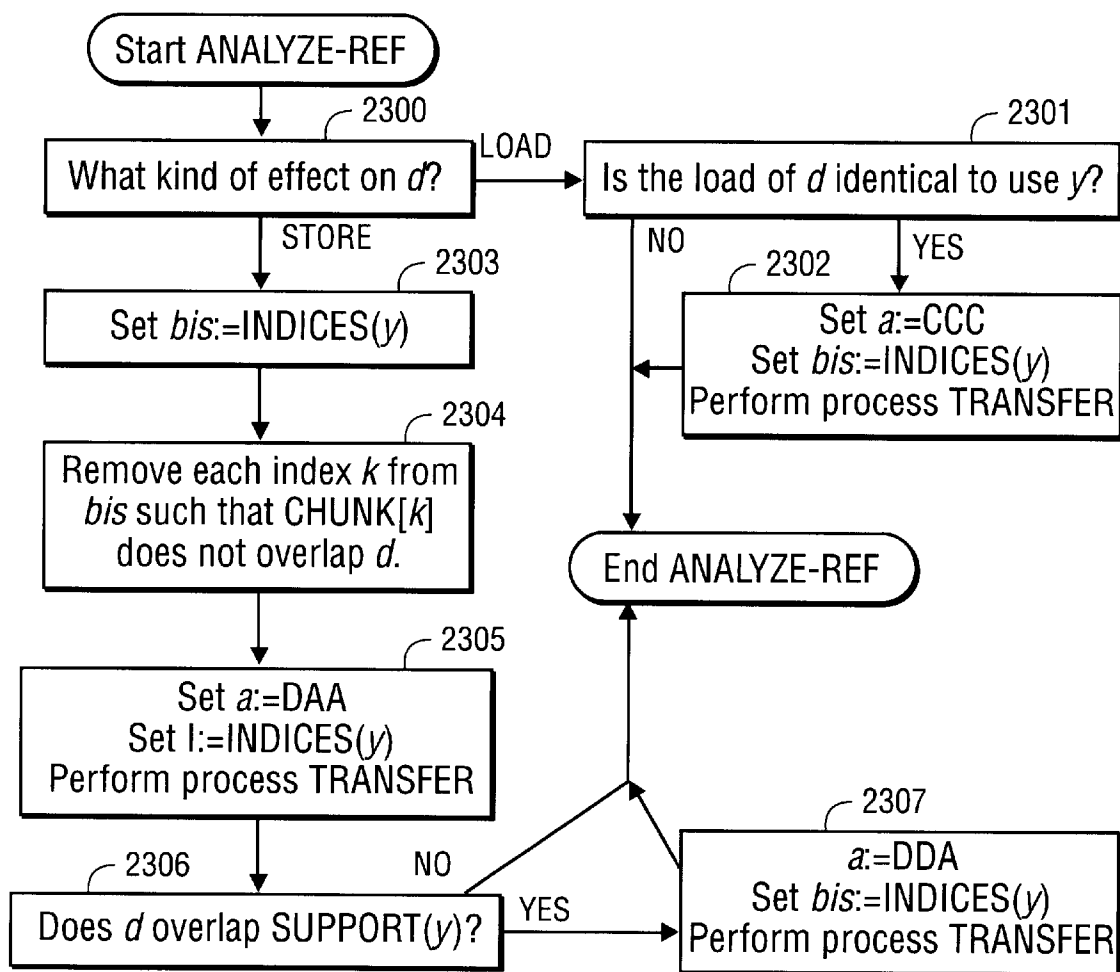 Start ANALYZE-REF
2300
What kind of effect on d?
LOAD
2301
Is the load of d identical to use y?
STORE
NO
YES
2303
Set bis:=INDICES(y)
2302
Set a:=CCC
Set bis:=INDICES(y)
Perform process TRANSFER
2304
Remove each index k from
bis such that CHUNK[k]
does not overlap d.
End ANALYZE-REF
2305
Set a:=DAA
Set I:=INDICES(y)
Perform process TRANSFER
2306
Does d overlap SUPPORT(y)?
NO
YES
2307
a:=DDA
Set bis:=INDICES(y)
Perform process TRANSFER